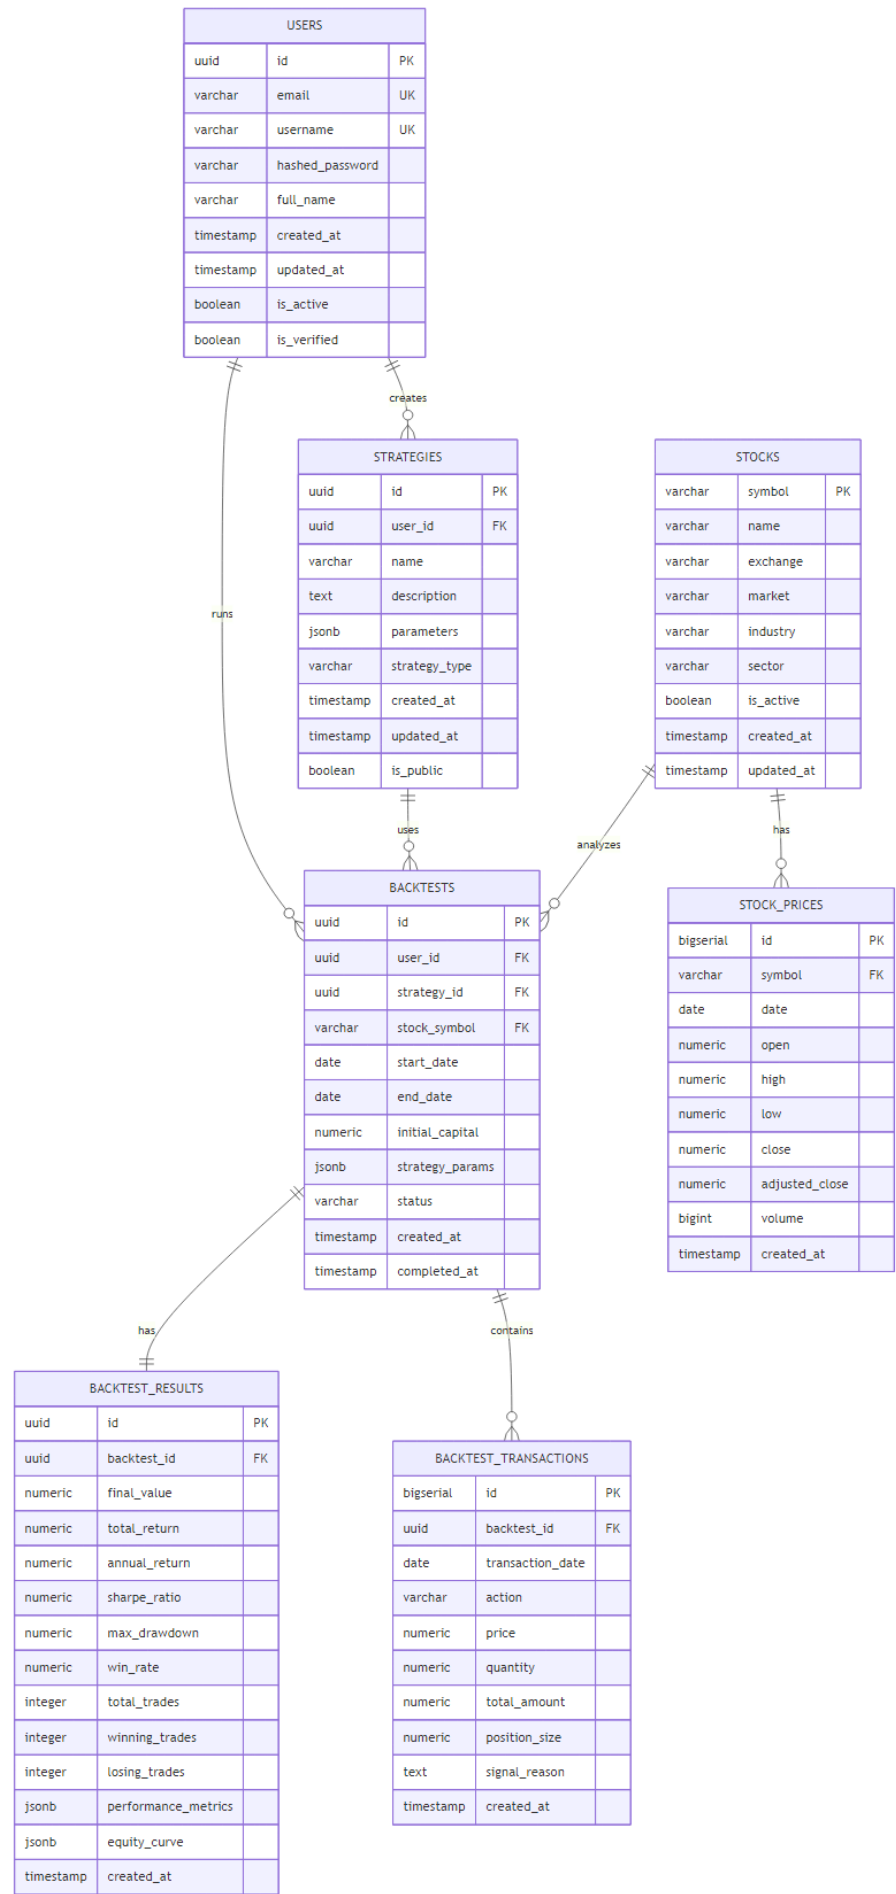 USERS
uuid id PK
varchar email UK
varchar username UK
varchar hashed_password
varchar full_name
timestamp created_at
timestamp updated_at
boolean is_active
boolean is_verified
creates
STRATEGIES
uuid id PK
uuid user_id FK
varchar name
text description
jsonb parameters
varchar strategy_type
timestamp created_at
timestamp updated_at
boolean is_public
STOCKS
varchar symbol PK
varchar name
varchar exchange
varchar market
varchar industry
varchar sector
boolean is_active
timestamp created_at
timestamp updated_at
runs
uses
analyzes
has
BACKTESTS
uuid id PK
uuid user_id FK
uuid strategy_id FK
varchar stock_symbol FK
date start_date
date end_date
numeric initial_capital
jsonb strategy_params
varchar status
timestamp created_at
timestamp completed_at
STOCK_PRICES
bigserial id PK
varchar symbol FK
date date
numeric open
numeric high
numeric low
numeric close
numeric adjusted_close
bigint volume
timestamp created_at
has
contains
BACKTEST_RESULTS
uuid id PK
uuid backtest_id FK
numeric final_value
numeric total_return
numeric annual_return
numeric sharpe_ratio
numeric max_drawdown
numeric win_rate
integer total_trades
integer winning_trades
integer losing_trades
jsonb performance_metrics
jsonb equity_curve
timestamp created_at
BACKTEST_TRANSACTIONS
bigserial id PK
uuid backtest_id FK
date transaction_date
varchar action
numeric price
numeric quantity
numeric total_amount
numeric position_size
text signal_reason
timestamp created_at